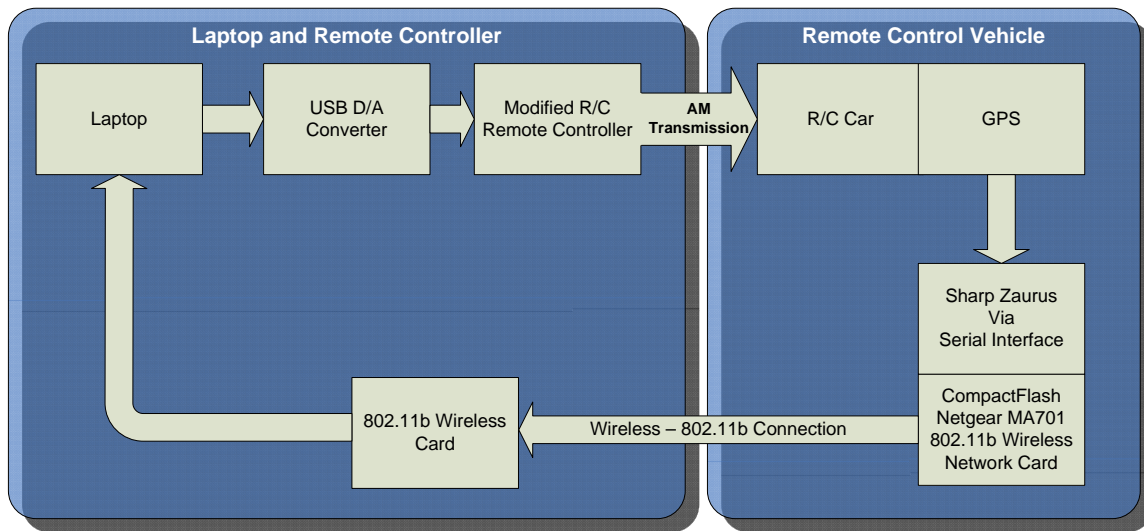 Laptop and Remote Controller
Remote Control Vehicle
Laptop
USB D/A
Converter
Modified R/C
Remote Controller
AM
Transmission
R/C Car
GPS
Sharp Zaurus
Via
Serial Interface
CompactFlash
Netgear MA701
802.11b Wireless
Network Card
Wireless – 802.11b Connection
802.11b Wireless
Card